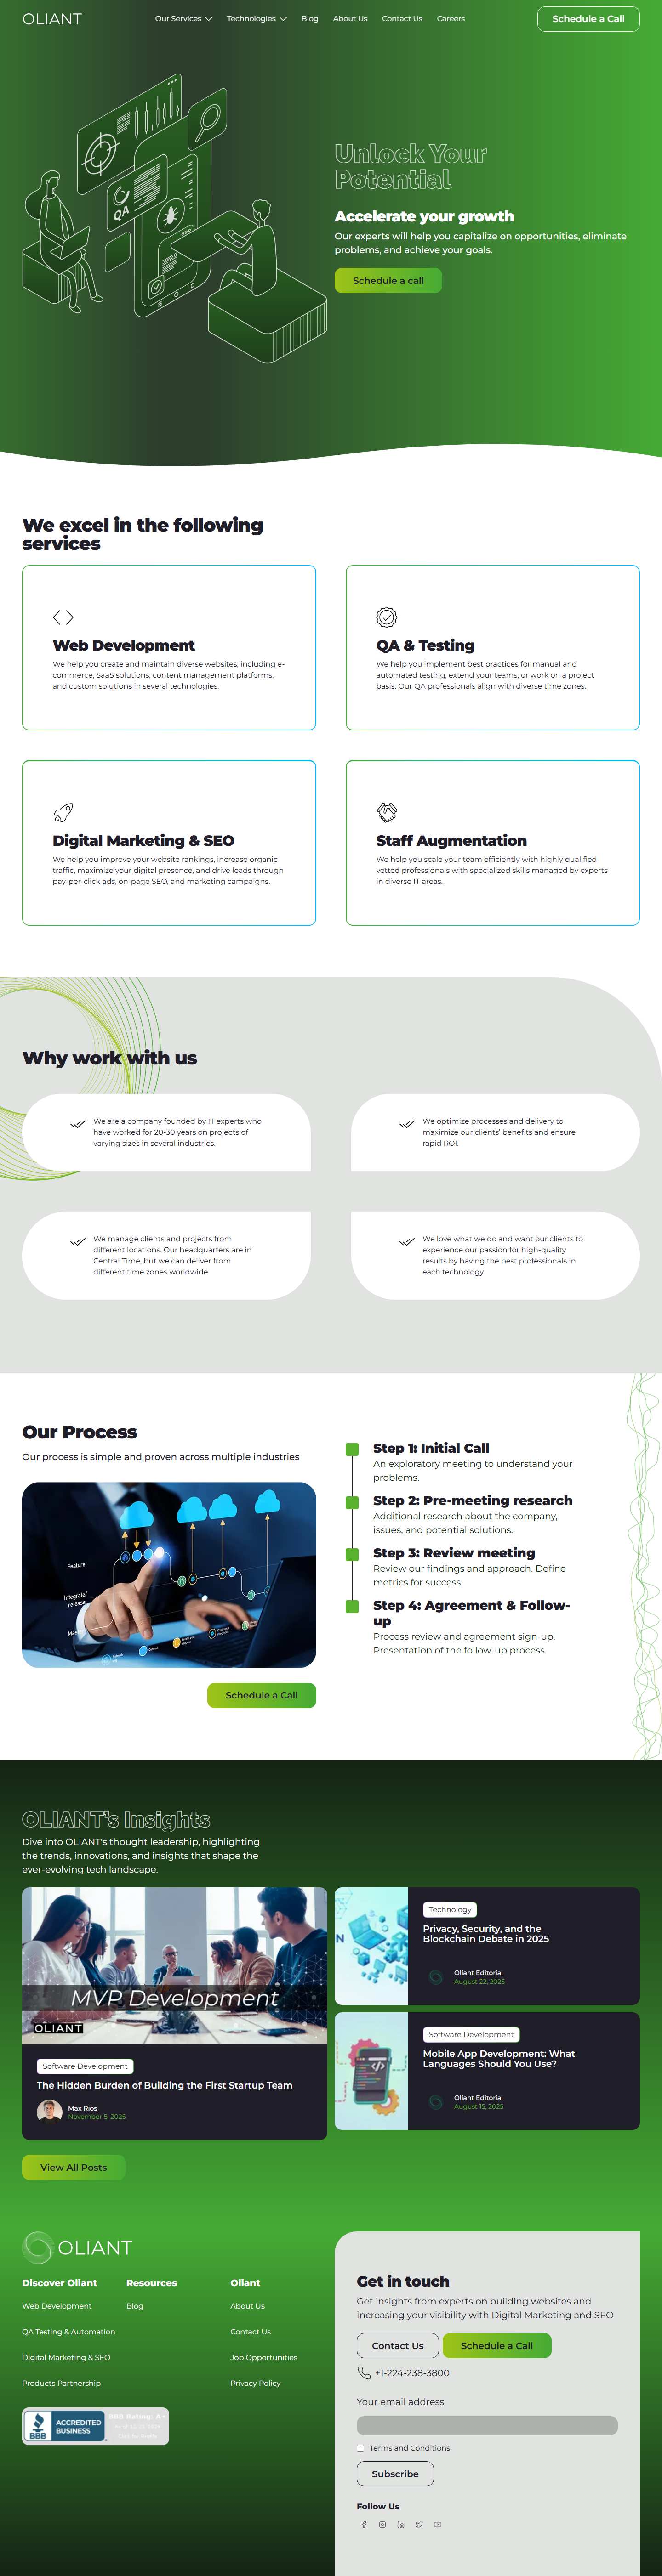 OLIANT
Our Services
Technologies
Blog
About Us
Contact Us
Careers
Schedule a Call
QA
Unlock Your
Potential
Accelerate your growth
Our experts will help you capitalize on opportunities, eliminate
problems, and achieve your goals.
Schedule a call
We excel in the following
services
Web Development
We help you create and maintain diverse websites, including e-
commerce, SaaS solutions, content management platforms,
and custom solutions in several technologies.
QA & Testing
We help you implement best practices for manual and
automated testing, extend your teams, or work on a project
basis. Our QA professionals align with diverse time zones.
Digital Marketing & SEO
We help you improve your website rankings, increase organic
traffic, maximize your digital presence, and drive leads through
pay-per-click ads, on-page SEO, and marketing campaigns.
Staff Augmentation
We help you scale your team efficiently with highly qualified
vetted professionals with specialized skills managed by experts
in diverse IT areas.
Why work with us
We are a company founded by IT experts who
have worked for 20-30 years on projects of
varying sizes in several industries.
We optimize processes and delivery to
maximize our clients' benefits and ensure
rapid ROI.
We manage clients and projects from
different locations. Our headquarters are in
Central Time, but we can deliver from
different time zones worldwide.
We love what we do and want our clients to
experience our passion for high-quality
results by having the best professionals in
each technology.
Our Process
Our process is simple and proven across multiple industries
Feature
Integrate/
release
Schedule a Call
Step 1: Initial Call
An exploratory meeting to understand your
problems.
Step 2: Pre-meeting research
Additional research about the company,
issues, and potential solutions.
Step 3: Review meeting
Review our findings and approach. Define
metrics for success.
Step 4: Agreement & Follow-
up
Process review and agreement sign-up.
Presentation of the follow-up process.
OLIANT's Insights
Dive into OLIANT's thought leadership, highlighting
the trends, innovations, and insights that shape the
ever-evolving tech landscape.
MVP Development
OLIANT
Software Development
The Hidden Burden of Building the First Startup Team
Max Rios
November 5, 2025
N
Technology
Privacy, Security, and the
Blockchain Debate in 2025
Oliant Editorial
August 22, 2025
Software Development
Mobile App Development: What
Languages Should You Use?
Oliant Editorial
August 15, 2025
View All Posts
OLIANT
Discover Oliant
Web Development
QA Testing & Automation
Digital Marketing & SEO
Products Partnership
Resources
Blog
Oliant
About Us
Contact Us
Job Opportunities
Privacy Policy
BBB
ACCREDITED
BUSINESS
BBB Rating: A+
Get in touch
Get insights from experts on building websites and
increasing your visibility with Digital Marketing and SEO
Contact Us
Schedule a Call
+1-224-238-3800
Your email address
Terms and Conditions
Subscribe
Follow Us